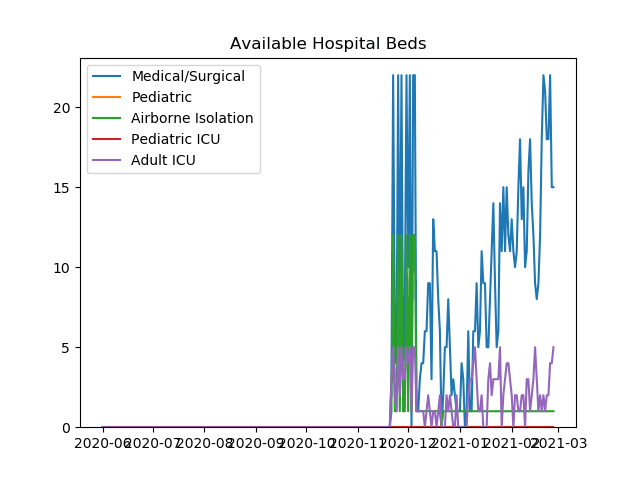 Available Hospital Beds
Medical/Surgical
Pediatric
Airborne Isolation
Pediatric ICU
Adult ICU
20
15
10
5
0
2020-06 2020-07 2020-08 2020-09 2020-10 2020-11 2020-12 2021-01 2021-02 2021-03